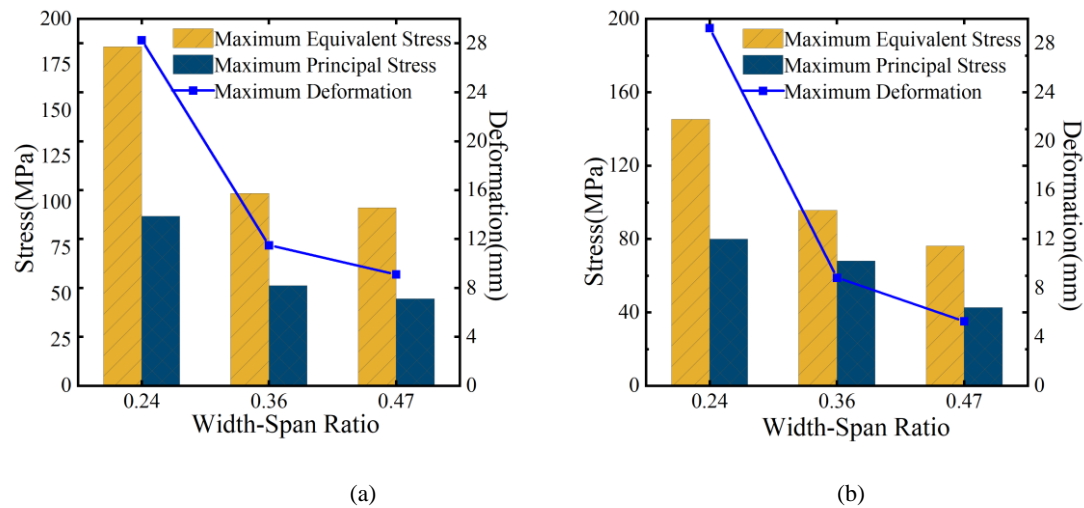 200
175
150
125
100
75
50
25
0
Stress(MPa)
Maximum Equivalent Stress
Maximum Principal Stress
Maximum Deformation
28
24
20
16
12
8
4
0
Deformation(mm)
0.24
0.36
0.47
Width-Span Ratio
(a)
200
160
120
80
40
0
Stress(MPa)
Maximum Equivalent Stress
Maximum Principal Stress
Maximum Deformation
28
24
20
16
12
8
4
0
Deformation(mm)
0.24
0.36
0.47
Width-Span Ratio
(b)